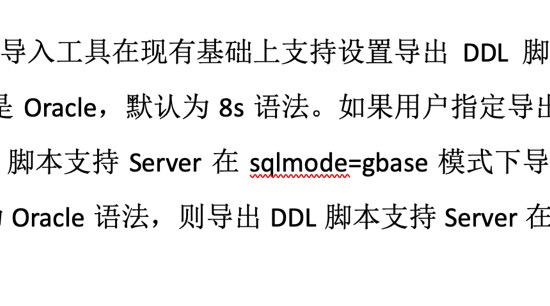 导入工具在现有基础上支持设置导出 DDL 脚
是 Oracle，默认为 8s 语法。如果用户指定导出
脚本支持 Server 在 sqlmode=gbase 模式下导
Oracle 语法，则导出 DDL 脚本支持 Server 在